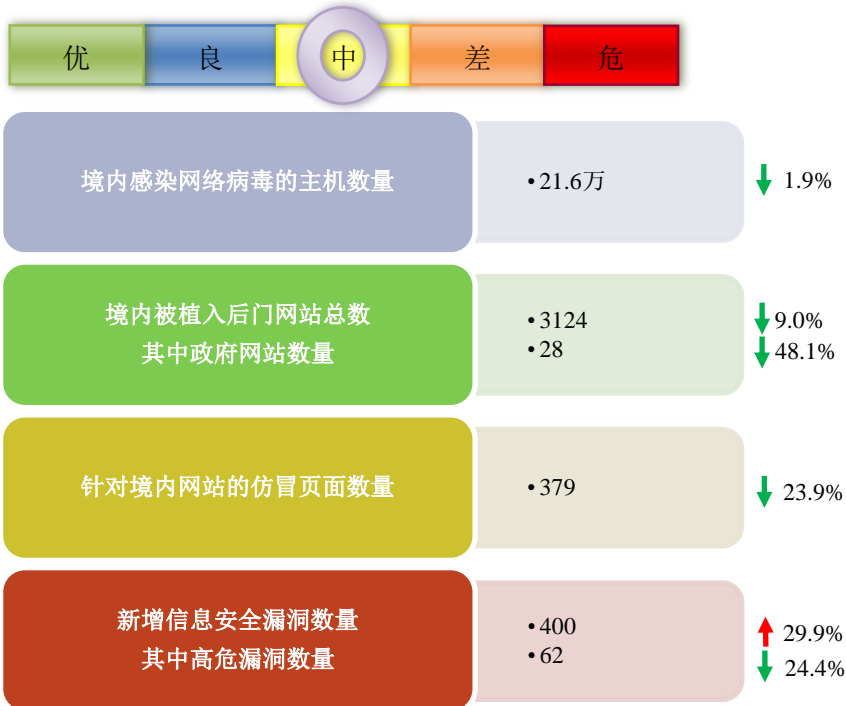 优 良 中 差 危
境内感染网络病毒的主机数量
•21.6万
1.9%
境内被植入后门网站总数
其中政府网站数量
•3124
•28
9.0%
48.1%
针对境内网站的仿冒页面数量
•379
23.9%
新增信息安全漏洞数量
其中高危漏洞数量
•400
•62
29.9%
24.4%